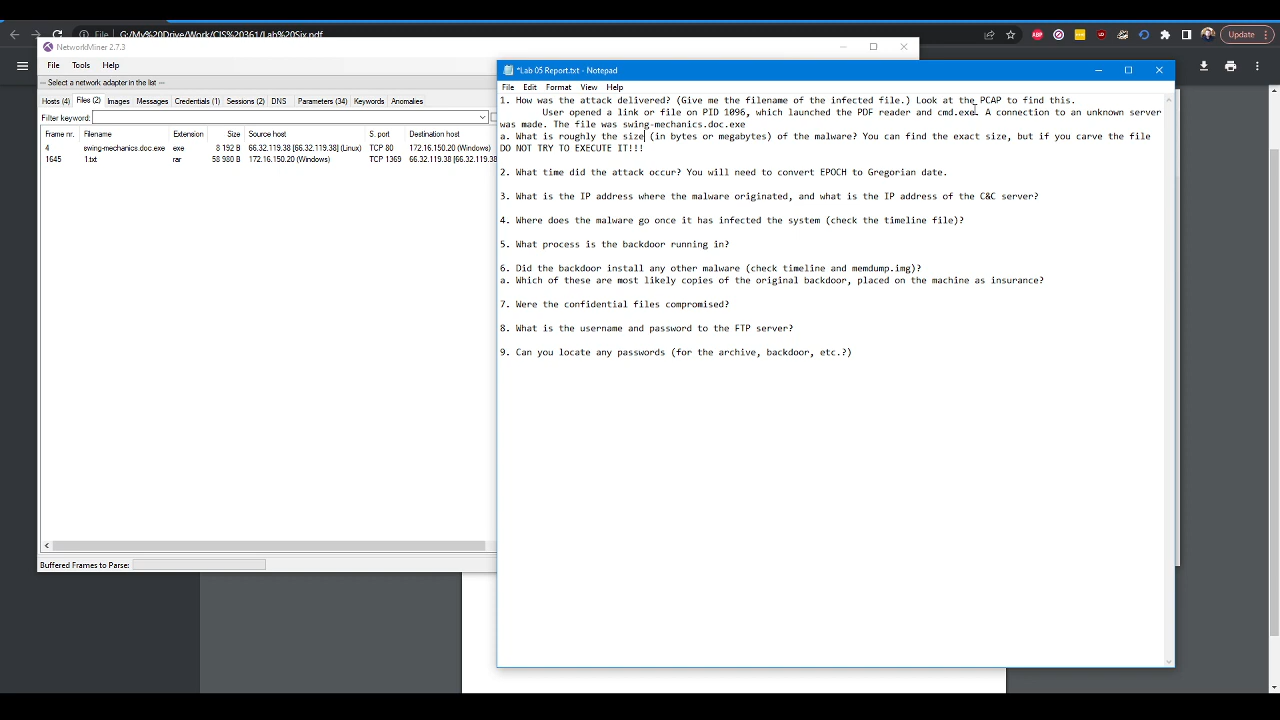 File G:/My%20Drive/Work/CIS%20361/Lab%20Six.pdf
ABP
Update
NetworkMiner 2.7.3
File Tools Help
--- Select a network adapter in the list ---
Hosts (4) Files (2) Images Messages Credentials (1) Sessions (2) DNS Parameters (34) Keywords Anomalies
Filter keyword:
Frame nr. Filename Extension Size Source host S. port Destination host
4 swing-mechanics.doc.exe exe 8 192 B 66.32.119.38 [66.32.119.38] (Linux) TCP 80 172.16.150.20 (Windows)
1645 1.txt rar 58 980 B 172.16.150.20 (Windows) TCP 1369 66.32.119.38 [66.32.119.38
Buffered Frames to Parse:
*Lab 05 Report.txt - Notepad
File Edit Format View Help
1. How was the attack delivered? (Give me the filename of the infected file.) Look at the PCAP to find this.
User opened a link or file on PID 1096, which launched the PDF reader and cmd.exe. A connection to an unknown server
was made. The file was swing-mechanics.doc.exe
a. What is roughly the size (in bytes or megabytes) of the malware? You can find the exact size, but if you carve the file
DO NOT TRY TO EXECUTE IT!!!
2. What time did the attack occur? You will need to convert EPOCH to Gregorian date.
3. What is the IP address where the malware originated, and what is the IP address of the C&C server?
4. Where does the malware go once it has infected the system (check the timeline file)?
5. What process is the backdoor running in?
6. Did the backdoor install any other malware (check timeline and memdump.img)?
a. Which of these are most likely copies of the original backdoor, placed on the machine as insurance?
7. Were the confidential files compromised?
8. What is the username and password to the FTP server?
9. Can you locate any passwords (for the archive, backdoor, etc.?)